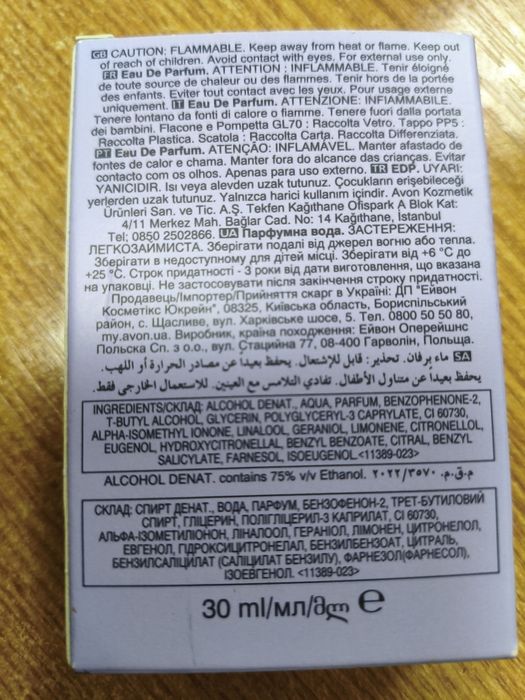 GB CAUTION: FLAMMABLE. Keep away from heat or flame. Keep out
of reach of children. Avoid contact with eyes. For external use only.
FR Eau De Parfum. ATTENTION : INFLAMMABLE. Tenir éloigné
de toute source de chaleur ou des flammes. Tenir hors de la portée
des enfants. Eviter tout contact avec les yeux. Pour usage externe
uniquement. IT Eau De Parfum. ATTENZIONE: INFIAMMABILE.
Tenere lontano da fonti di calore o fiamme. Tenere fuori dalla portata
dei bambini. Flacone e Pompetta GL70 : Raccolta Vetro. Tappo PP5 :
Raccolta Plastica. Scatola : Raccolta Carta. Raccolta Differenziata.
PT Eau De Parfum. ATENÇÃO: INFLAMÁVEL. Manter afastado de
fontes de calor e chama. Manter fora do alcance das crianças. Evitar
contacto com os olhos. Apenas para uso externo. TR EDP. UYARI:
YANICIDIR. Isı veya alevden uzak tutunuz. Çocukların erişebileceği
yerlerden uzak tutunuz. Yalnızca harici kullanım içindir. Avon Kozmetik
Ürünleri San. ve Tic. A.Ş. Tekfen Kağıthane Ofispark A Blok Kat:
4/11 Merkez Mah. Bağlar Cad. No: 14 Kağıthane, İstanbul
Tel: 0850 2502866. UA Парфумна вода. ЗАСТЕРЕЖЕННЯ:
ЛЕГКОЗАЙМИСТА. Зберігати подалі від джерел вогню або тепла.
Зберігати в недоступному для дітей місці. Зберігати від +6 °C до
+25 °C. Строк придатності - 3 роки від дати виготовлення, що вказана
на упаковці. Не застосовувати після закінчення строку придатності.
Продавець/Імпортер/Прийняття скарг в Україні: ДП "Ейвон
Косметікс Юкрейн", 08325, Київська область, Бориспільський
район, с. Щасливе, вул. Харківське шосе, 5. Тел. 0800 50 50 80,
my.avon.ua. Виробник, країна походження: Ейвон Оперейшнс
Польска Сп. з о.о., вул. Стаційна 77, 08-400 Гарволін, Польща.
SA ماء برفان. تحذير: قابل للإشتعال. يحفظ بعيداً عن مصادر الحرارة أو اللهب.
يحفظ بعيداً عن متناول الأطفال. تفادي التلامس مع العينين. للاستعمال الخارجي فقط.
INGREDIENTS/СКЛАД: ALCOHOL DENAT., AQUA, PARFUM, BENZOPHENONE-2,
T-BUTYL ALCOHOL, GLYCERIN, POLYGLYCERYL-3 CAPRYLATE, CI 60730,
ALPHA-ISOMETHYL IONONE, LINALOOL, GERANIOL, LIMONENE, CITRONELLOL,
EUGENOL, HYDROXYCITRONELLAL, BENZYL BENZOATE, CITRAL, BENZYL
SALICYLATE, FARNESOL, ISOEUGENOL <11389-023>
ALCOHOL DENAT. contains 75% v/v Ethanol. م.ق.م. ٢٠٢٢/٣٥٧٠
СКЛАД: СПИРТ ДЕНАТ., ВОДА, ПАРФУМ, БЕНЗОФЕНОН-2, ТРЕТ-БУТИЛОВИЙ
СПИРТ, ГЛІЦЕРИН, ПОЛІГЛІЦЕРИЛ-3 КАПРИЛАТ, CI 60730,
АЛЬФА-ІЗОМЕТИЛІОНОН, ЛІНАЛООЛ, ГЕРАНІОЛ, ЛІМОНЕН, ЦИТРОНЕЛОЛ,
ЕВГЕНОЛ, ГІДРОКСИЦИТРОНЕЛАЛ, БЕНЗИЛБЕНЗОАТ, ЦИТРАЛЬ,
БЕНЗИЛСАЛІЦИЛАТ (САЛІЦИЛАТ БЕНЗИЛУ), ФАРНЕЗОЛ(ФАРНЕСОЛ),
ІЗОЕВГЕНОЛ. <11389-023>
30 ml/мл/მლ ℮